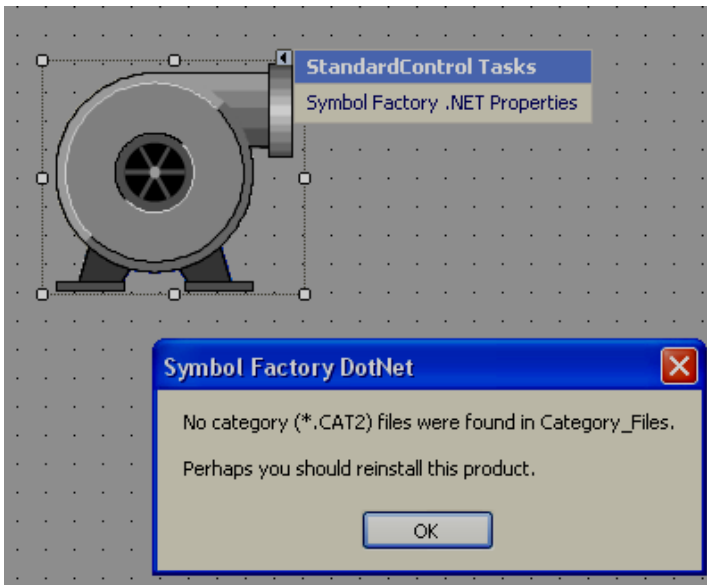 StandardControl Tasks
Symbol Factory .NET Properties
Symbol Factory DotNet
No category (*.CAT2) files were found in Category_Files.
Perhaps you should reinstall this product.
OK